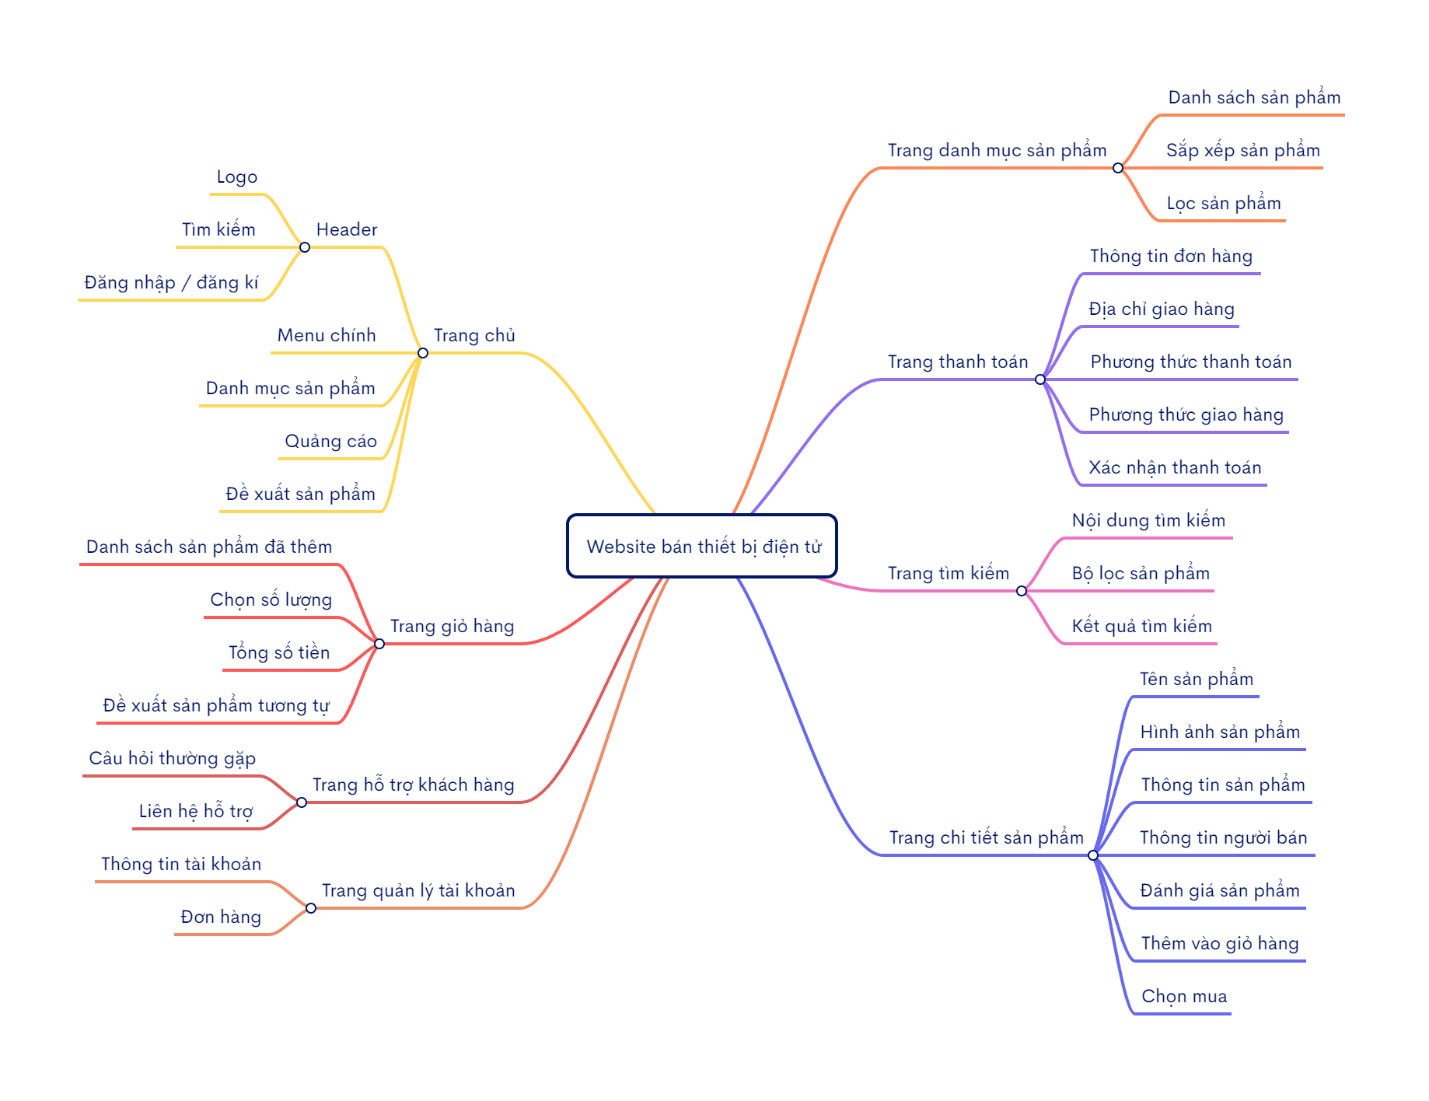 Website bán thiết bị điện tử
Trang chủ
Header
Logo
Tìm kiếm
Đăng nhập / đăng kí
Menu chính
Danh mục sản phẩm
Quảng cáo
Đề xuất sản phẩm
Trang giỏ hàng
Danh sách sản phẩm đã thêm
Chọn số lượng
Tổng số tiền
Đề xuất sản phẩm tương tự
Trang hỗ trợ khách hàng
Câu hỏi thường gặp
Liên hệ hỗ trợ
Trang quản lý tài khoản
Thông tin tài khoản
Đơn hàng
Trang danh mục sản phẩm
Danh sách sản phẩm
Sắp xếp sản phẩm
Lọc sản phẩm
Trang thanh toán
Thông tin đơn hàng
Địa chỉ giao hàng
Phương thức thanh toán
Phương thức giao hàng
Xác nhận thanh toán
Trang tìm kiếm
Nội dung tìm kiếm
Bộ lọc sản phẩm
Kết quả tìm kiếm
Trang chi tiết sản phẩm
Tên sản phẩm
Hình ảnh sản phẩm
Thông tin sản phẩm
Thông tin người bán
Đánh giá sản phẩm
Thêm vào giỏ hàng
Chọn mua